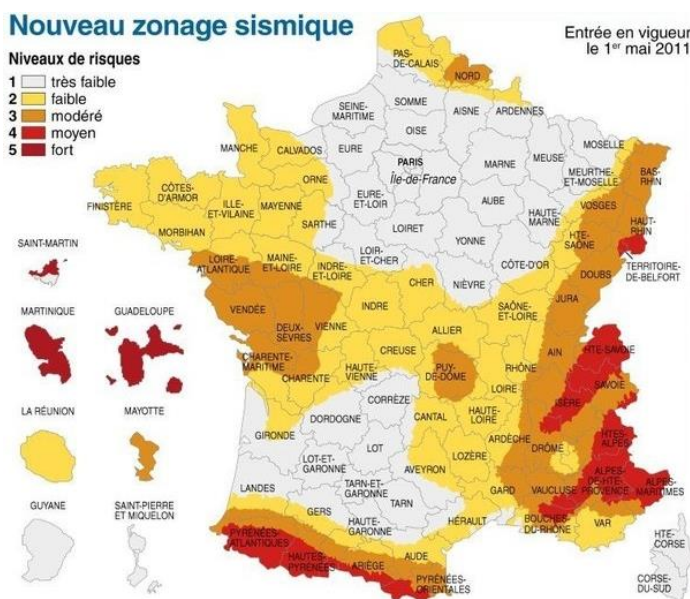 Nouveau zonage sismique
Entrée en vigueur
le 1er mai 2011
Niveaux de risques
1 très faible
2 faible
3 modéré
4 moyen
5 fort
PAS-
DE-CALAIS
NORD
SEINE-
MARITIME
SOMME
AISNE
ARDENNES
OISE
MANCHE
CALVADOS
EURE
PARIS
Île-de-France
MARNE
MEUSE
MOSELLE
MEURTHE-
ET-MOSELLE
BAS-
RHIN
ORNE
FINISTÈRE
CÔTES-
D'ARMOR
ILLE-
ET-VILAINE
MAYENNE
EURE-
ET-LOIR
AUBE
HAUTE-
MARNE
VOSGES
HAUT-
RHIN
MORBIHAN
SARTHE
LOIRET
YONNE
HTE-
SAÔNE
TERRITOIRE-
DE-BELFORT
LOIRE-
ATLANTIQUE
MAINE-
ET-LOIRE
INDRE-
ET-LOIRE
LOIR-
ET-CHER
CÔTE-D'OR
DOUBS
CHER
NIÈVRE
VENDÉE
DEUX-
SÈVRES
VIENNE
INDRE
ALLIER
SAÔNE-
ET-LOIRE
JURA
CHARENTE-
MARITIME
CHARENTE
HAUTE-
VIENNE
CREUSE
PUY-
DE-DOME
RHÔNE
AIN
HTE-SAVOIE
LOIRE
ISÈRE
SAVOIE
CORRÈZE
DORDOGNE
CANTAL
HAUTE-
LOIRE
ARDÈCHE
DRÔME
HTES-
ALPES
GIRONDE
LOT
LOT-ET-
GARONNE
AVEYRON
LOZÈRE
LANDES
TARN-ET-
GARONNE
TARN
GARD
VAUCLUSE
ALPES-
DE-HTE-
PROVENCE
ALPES-
MARITIMES
GERS
HAUTE-
GARONNE
HÉRAULT
BOUCHES-
DU-RHÔNE
VAR
PYRÉNÉES-
ATLANTIQUES
HAUTES-
PYRÉNÉES
ARIÈGE
AUDE
PYRÉNÉES-
ORIENTALES
HTE-
CORSE
CORSE-
DU-SUD
SAINT-MARTIN
MARTINIQUE
GUADELOUPE
LA RÉUNION
MAYOTTE
GUYANE
SAINT-PIERRE
ET MIQUELON